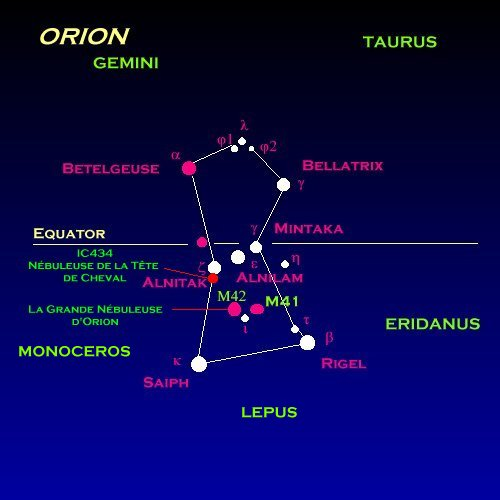 ORION
TAURUS
GEMINI
λ
φ1
φ2
α
BETELGEUSE
BELLATRIX
γ
γ
MINTAKA
EQUATOR
IC434
NÉBULEUSE DE LA TÊTE
DE CHEVAL
ζ
ε
η
ALNITAK
ALNILAM
M42
M41
LA GRANDE NÉBULEUSE
D'ORION
ι
τ
ERIDANUS
β
MONOCEROS
κ
RIGEL
SAIPH
LEPUS